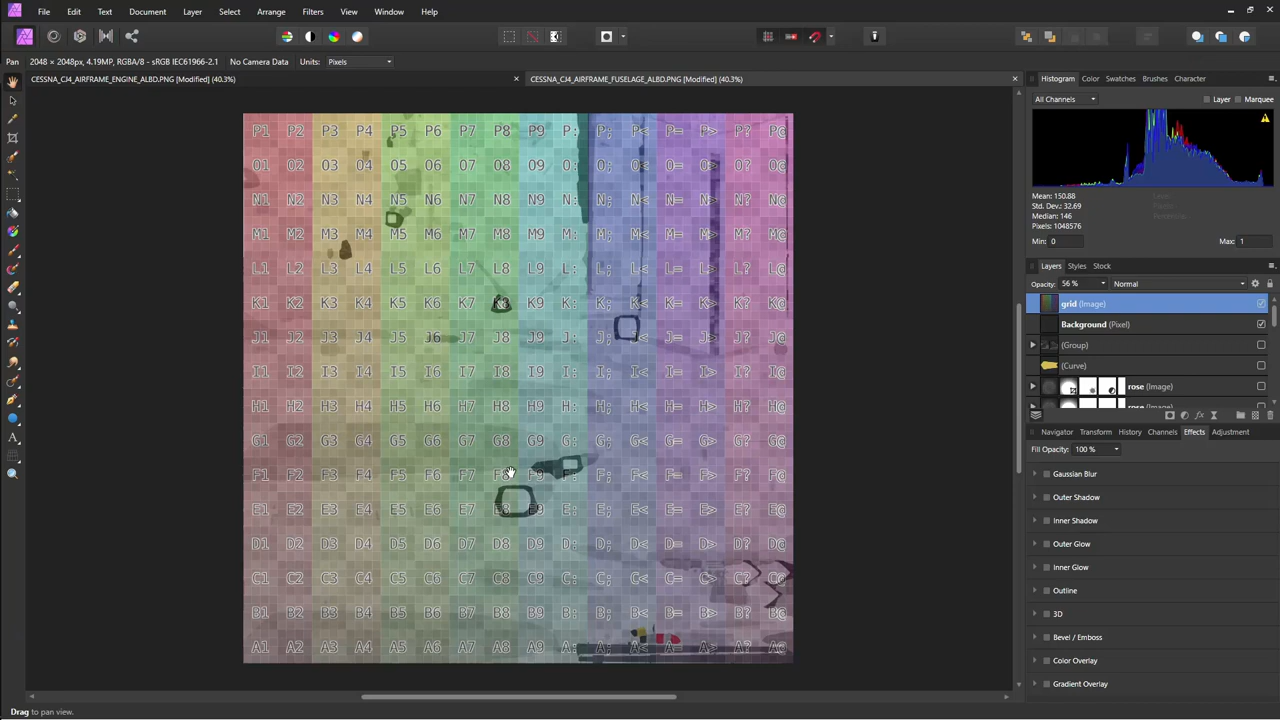 File Edit Text Document Layer Select Arrange Filters View Window Help
Pan 2048 × 2048px, 4.19MP, RGBA/8 - sRGB IEC61966-2.1 No Camera Data Units: Pixels
CESSNA_CJ4_AIRFRAME_ENGINE_ALBD.PNG [Modified] (40.3%) CESSNA_CJ4_AIRFRAME_FUSELAGE_ALBD.PNG [Modified] (40.3%)
P1 P2 P3 P4 P5 P6 P7 P8 P9 P: P; P< P= P> P? P@
O1 O2 O3 O4 O5 O6 O7 O8 O9 O: O; O< O= O> O? O@
N1 N2 N3 N4 N5 N6 N7 N8 N9 N: N; N< N= N> N? N@
M1 M2 M3 M4 M5 M6 M7 M8 M9 M: M; M< M= M> M? M@
L1 L2 L3 L4 L5 L6 L7 L8 L9 L: L; L< L= L> L? L@
K1 K2 K3 K4 K5 K6 K7 K8 K9 K: K; K< K= K> K? K@
J1 J2 J3 J4 J5 J6 J7 J8 J9 J: J; J< J= J> J? J@
I1 I2 I3 I4 I5 I6 I7 I8 I9 I: I; I< I= I> I? I@
H1 H2 H3 H4 H5 H6 H7 H8 H9 H: H; H< H= H> H? H@
G1 G2 G3 G4 G5 G6 G7 G8 G9 G: G; G< G= G> G? G@
F1 F2 F3 F4 F5 F6 F7 F8 F9 F: F; F< F= F> F? F@
E1 E2 E3 E4 E5 E6 E7 E8 E9 E: E; E< E= E> E? E@
D1 D2 D3 D4 D5 D6 D7 D8 D9 D: D; D< D= D> D? D@
C1 C2 C3 C4 C5 C6 C7 C8 C9 C: C; C< C= C> C? C@
B1 B2 B3 B4 B5 B6 B7 B8 B9 B: B; B< B= B> B? B@
A1 A2 A3 A4 A5 A6 A7 A8 A9 A: A; A< A= A> A? A@
Histogram Color Swatches Brushes Character
All Channels Layer Marquee
Mean: 150.88
Std. Dev.: 32.69
Median: 146
Pixels: 1048576
Min: 0 Max: 1
Layers Styles Stock
Opacity: 56 % Normal
grid (Image)
Background (Pixel)
(Group)
(Curve)
rose (Image)
rose (Image)
Navigator Transform History Channels Effects Adjustment
Fill Opacity: 100 %
Gaussian Blur
Outer Shadow
Inner Shadow
Outer Glow
Inner Glow
Outline
3D
Bevel / Emboss
Color Overlay
Gradient Overlay
Drag to pan view.